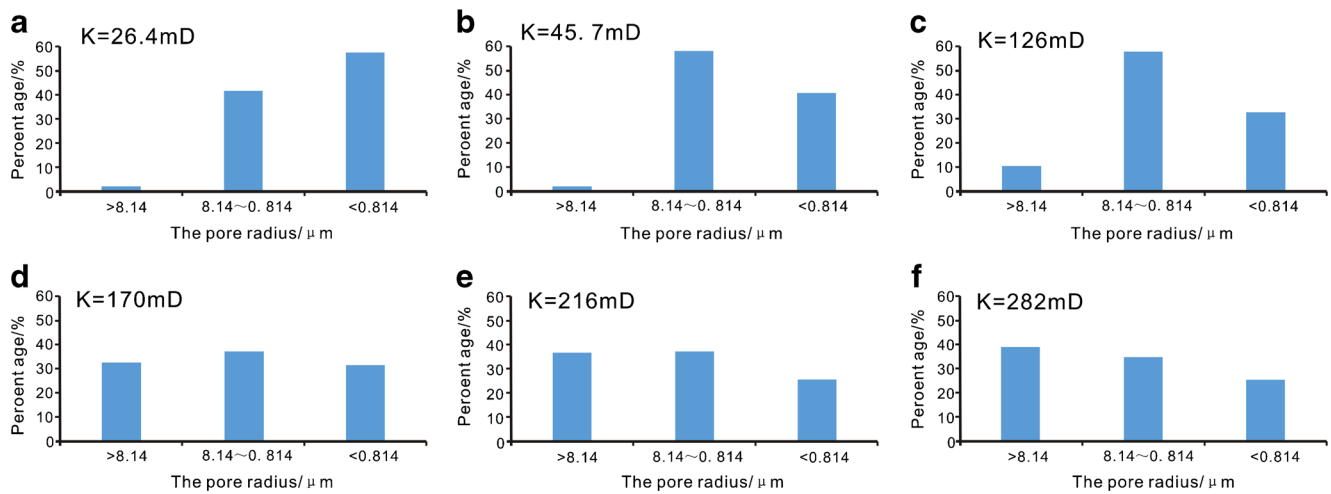 a
K=26.4mD
Peroent age/%
60
50
40
30
20
10
0
>8.14
8.14～0. 814
<0.814
The pore radius/ μm
b
K=45. 7mD
Peroent age/%
60
50
40
30
20
10
0
>8.14
8.14～0. 814
<0.814
The pore radius/ μm
c
K=126mD
Peroent age/%
60
50
40
30
20
10
0
>8.14
8.14～0. 814
<0.814
The pore radius/ μm
d
K=170mD
Peroent age/%
60
50
40
30
20
10
0
>8.14
8.14～0. 814
<0.814
The pore radius/ μm
e
K=216mD
Peroent age/%
60
50
40
30
20
10
0
>8.14
8.14～0. 814
<0.814
The pore radius/ μm
f
K=282mD
Peroent age/%
60
50
40
30
20
10
0
>8.14
8.14～0. 814
<0.814
The pore radius/ μm